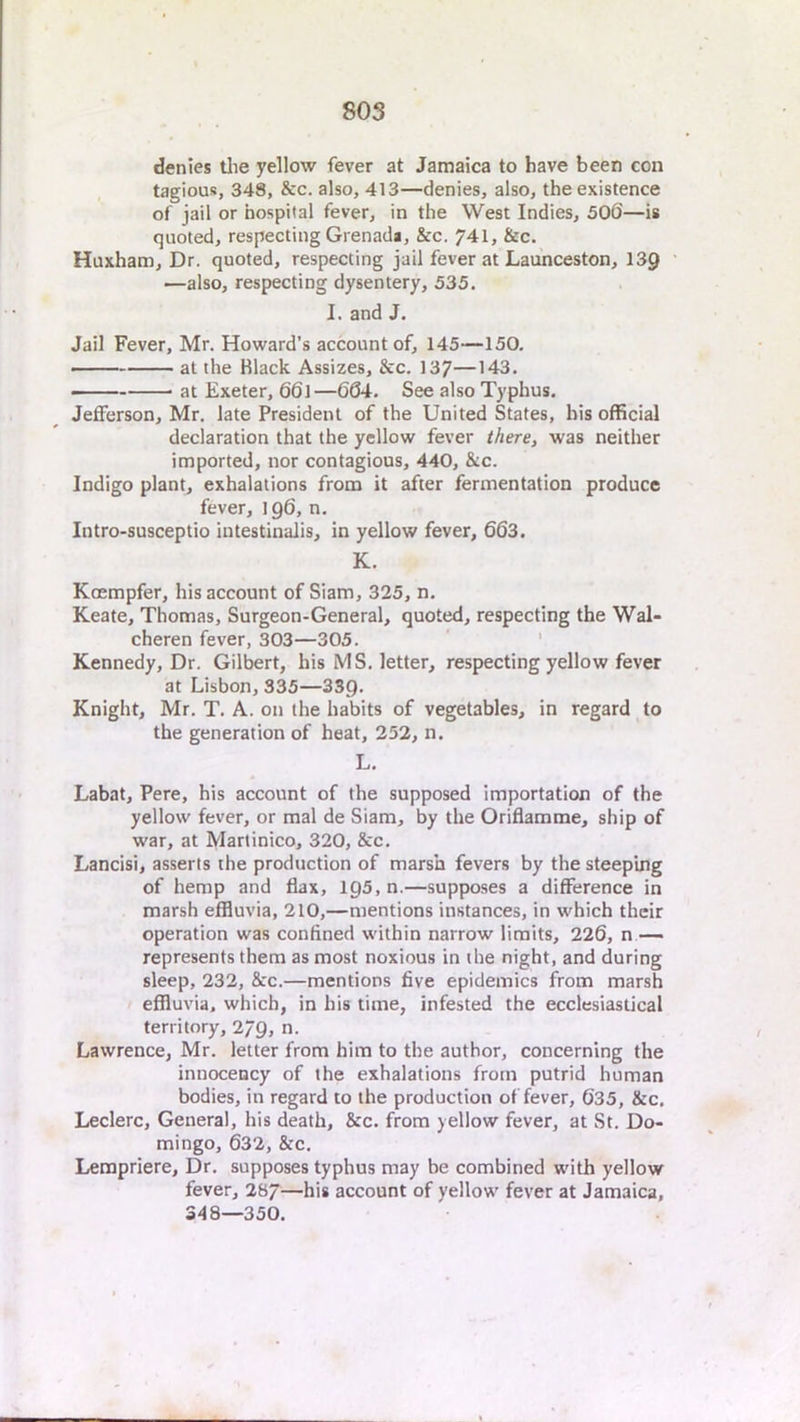 803
denies the yellow fever at Jamaica to have been con
tagious, 348, &c. also, 413—denies, also, the existence
of jail or hospital fever, in the West Indies, 506—is
quoted, respecting Grenada, &c. 741, &c.
Huxham, Dr. quoted, respecting jail fever at Launceston, 139
—also, respecting dysentery, 535.
I. and J.
Jail Fever, Mr. Howard's account of, 145—150.
——— at the Black Assizes, &c. 137—143.
——— at Exeter, 661—664. See also Typhus.
Jefferson, Mr. late President of the United States, his official
declaration that the yellow fever there, was neither
imported, nor contagious, 440, &c.
Indigo plant, exhalations from it after fermentation produce
fever, 196, n.
Intro-susceptio intestinalis, in yellow fever, 663.
K.
Kœmpfer, his account of Siam, 325, n.
Keate, Thomas, Surgeon-General, quoted, respecting the Wal-
cheren fever, 303—305.
Kennedy, Dr. Gilbert, his MS. letter, respecting yellow fever
at Lisbon, 335—339.
Knight, Mr. T. A. on the habits of vegetables, in regard to
the generation of heat, 252, n.
L.
Labat, Pere, his account of the supposed importation of the
yellow fever, or mal de Siam, by the Oriflamme, ship of
war, at Martinico, 320, &c.
Lancisi, asserts the production of marsh fevers by the steeping
of hemp and flax, 195, n.—supposes a difference in
marsh effluvia, 210,—mentions instances, in which their
operation was confined within narrow limits, 226, n —
represents them as most noxious in the night, and during
sleep, 232, &c.—mentions five epidemics from marsh
effluvia, which, in his time, infested the ecclesiastical
territory, 279, n.
Lawrence, Mr. letter from him to the author, concerning the
innocency of the exhalations from putrid human
bodies, in regard to the production of fever, 635, &c.
Leclerc, General, his death, &c. from yellow fever, at St. Do-
mingo, 632, &c.
Lempriere, Dr. supposes typhus may be combined with yellow
fever, 287—his account of yellow fever at Jamaica,
348—350.